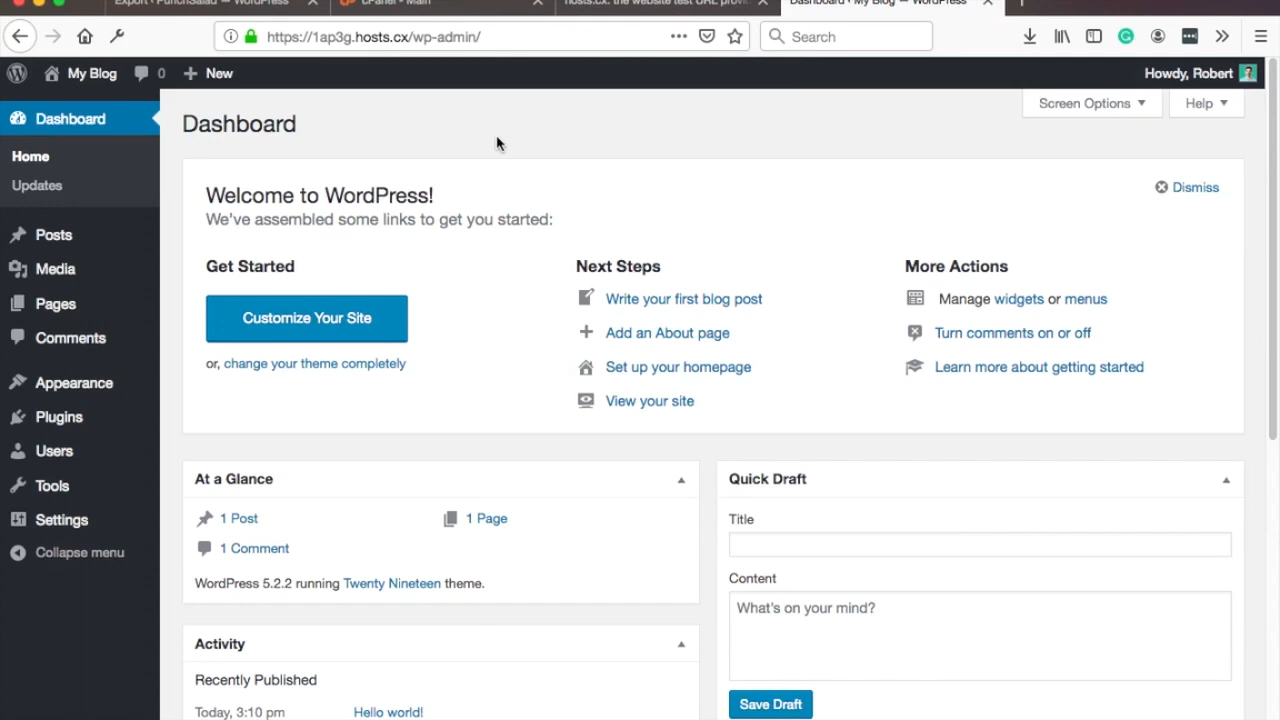 Export ‹ PunchSalad — WordPress
cPanel - Main
hosts.cx: the website test URL provi
Dashboard ‹ My Blog — WordPress
https://1ap3g.hosts.cx/wp-admin/
Search
My Blog
0
New
Howdy, Robert
Dashboard
Home
Updates
Posts
Media
Pages
Comments
Appearance
Plugins
Users
Tools
Settings
Collapse menu
Screen Options
Help
Dashboard
Welcome to WordPress!
Dismiss
We've assembled some links to get you started:
Get Started
Customize Your Site
or, change your theme completely
Next Steps
Write your first blog post
Add an About page
Set up your homepage
View your site
More Actions
Manage widgets or menus
Turn comments on or off
Learn more about getting started
At a Glance
1 Post
1 Page
1 Comment
WordPress 5.2.2 running Twenty Nineteen theme.
Activity
Recently Published
Today, 3:10 pm
Hello world!
Quick Draft
Title
Content
What's on your mind?
Save Draft